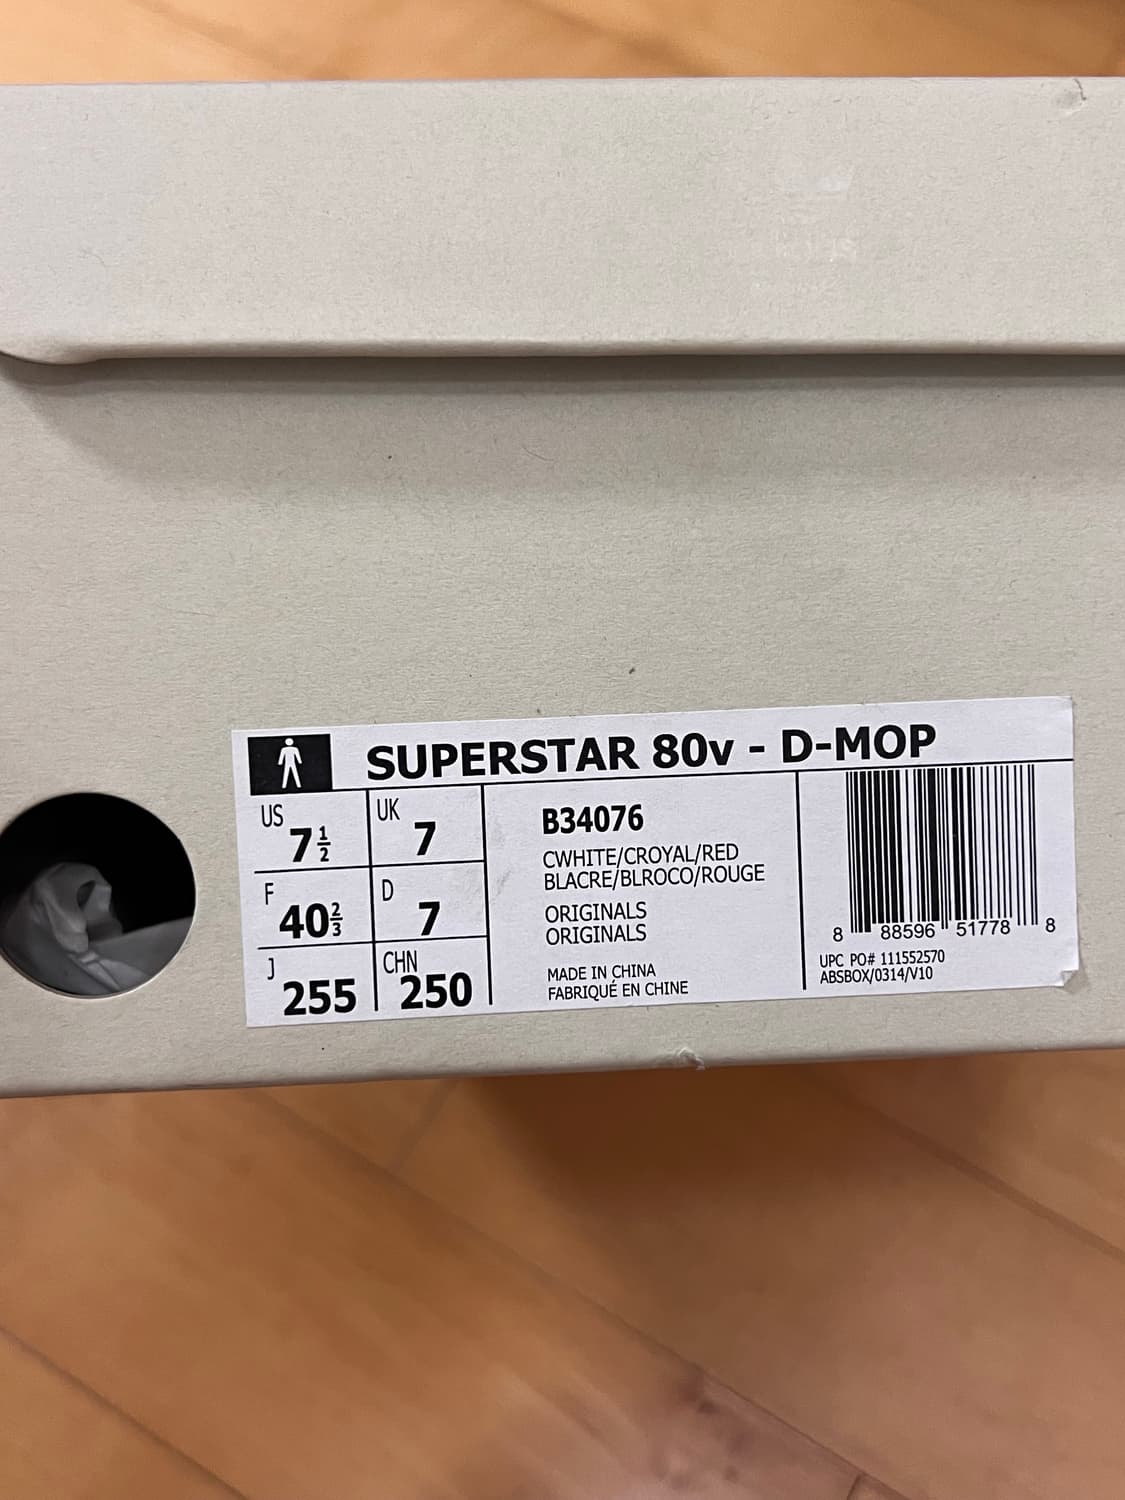 SUPERSTAR 80v - D-MOP
US 7½
UK 7
F 40⅔
D 7
J 255
CHN 250
B34076
CWHITE/CROYAL/RED
BLACRE/BLROCO/ROUGE
ORIGINALS
ORIGINALS
MADE IN CHINA
FABRIQUÉ EN CHINE
8 88596 51778 8
UPC PO# 111552570
ABSBOX/0314/V10